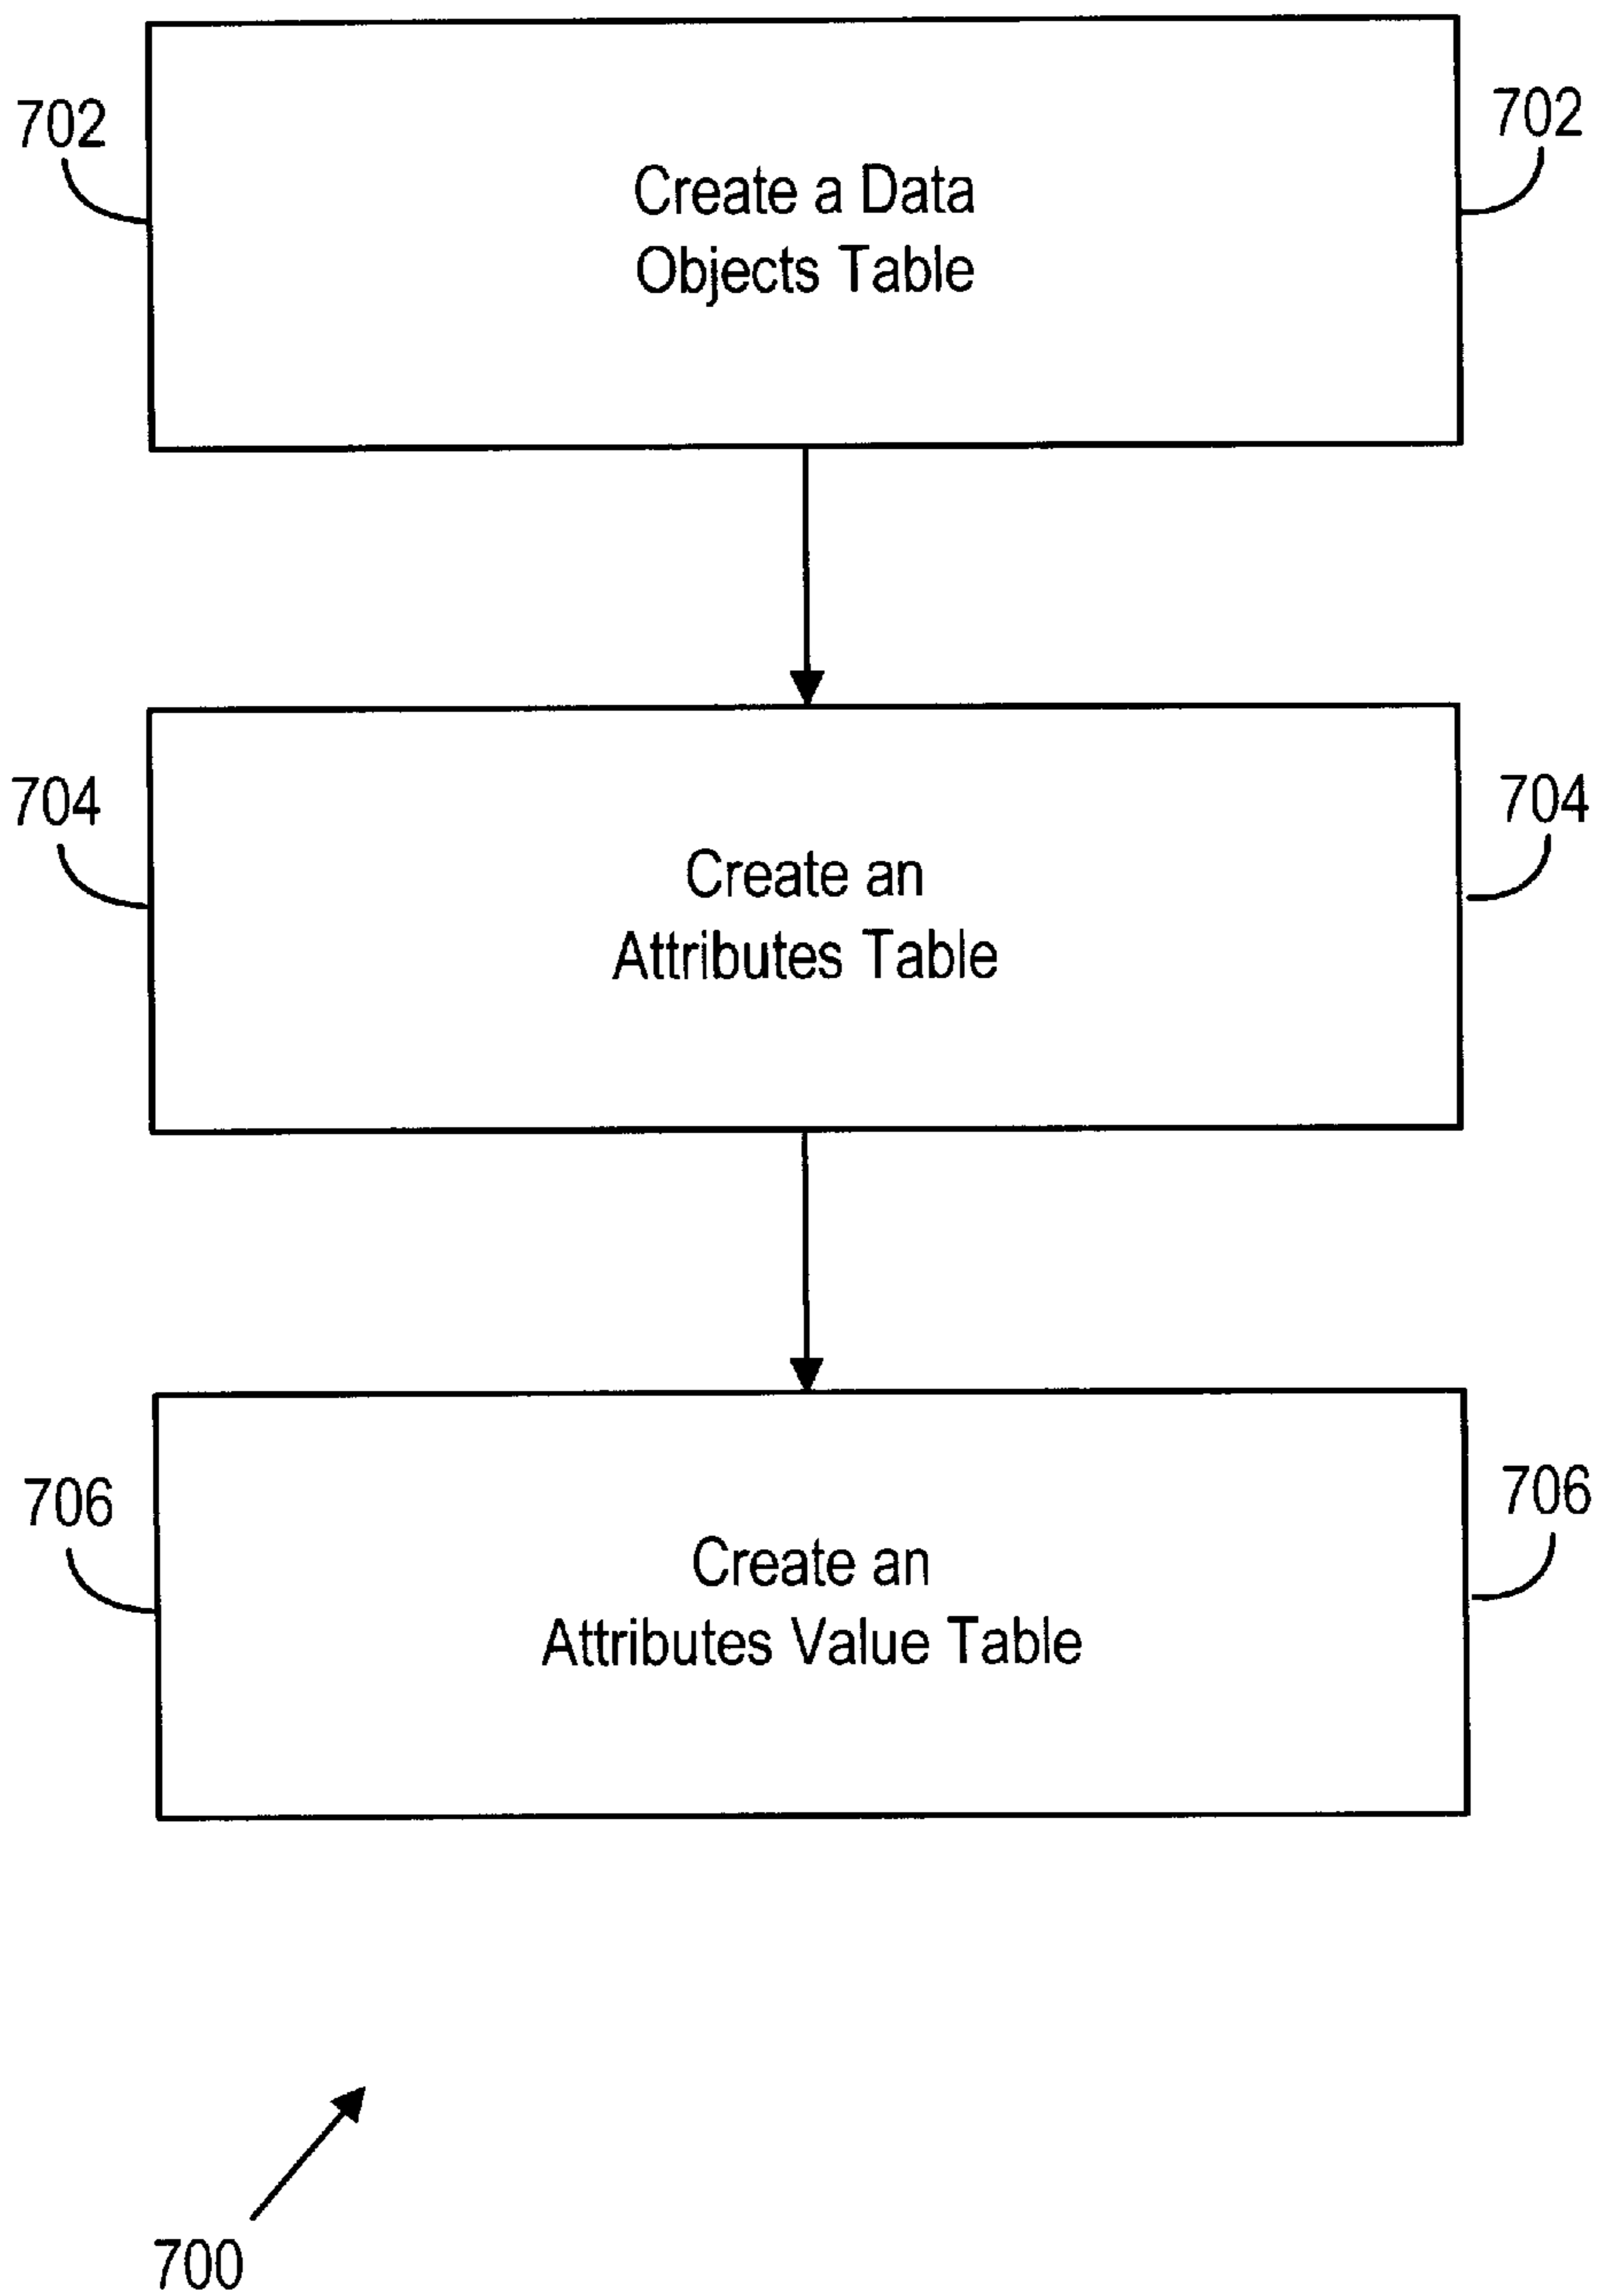 702
702
Create a Data
Objects Table
704
704
Create an
Attributes Table
706
706
Create an
Attributes Value Table
700